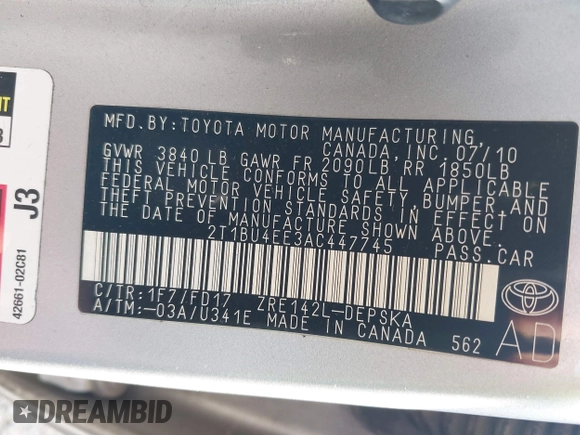 MFD. BY: TOYOTA MOTOR MANUFACTURING,
CANADA, INC. 07/10
GVWR 3840 LB GAWR FR 2090LB RR 1850LB
THIS VEHICLE CONFORMS TO ALL APPLICABLE
FEDERAL MOTOR VEHICLE SAFETY, BUMPER, AND
THEFT PREVENTION STANDARDS IN EFFECT ON
THE DATE OF MANUFACTURE SHOWN ABOVE.
2T1BU4EE3AC447745 PASS.CAR
C/TR: 1F7/FD17 ZRE142L-DEPSKA
A/TM: -03A/U341E MADE IN CANADA 562
AD
J3
42661-02C81
DREAMBID